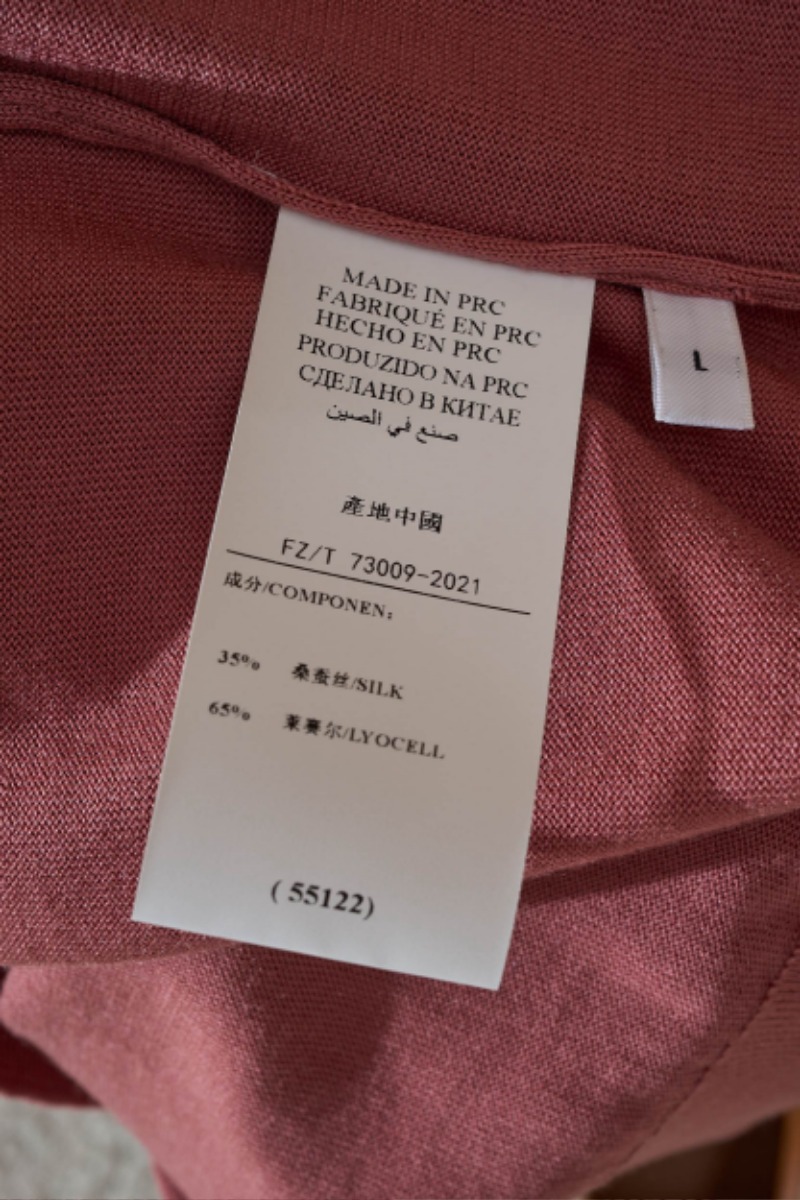 MADE IN PRC
FABRIQUÉ EN PRC
HECHO EN PRC
PRODUZIDO NA PRC
СДЕЛАНО В КИТАЕ
صنع في الصين
產地中國
FZ/T 73009-2021
成分/COMPONEN:
35% 桑蚕丝/SILK
65% 莱赛尔/LYOCELL
( 55122)
L